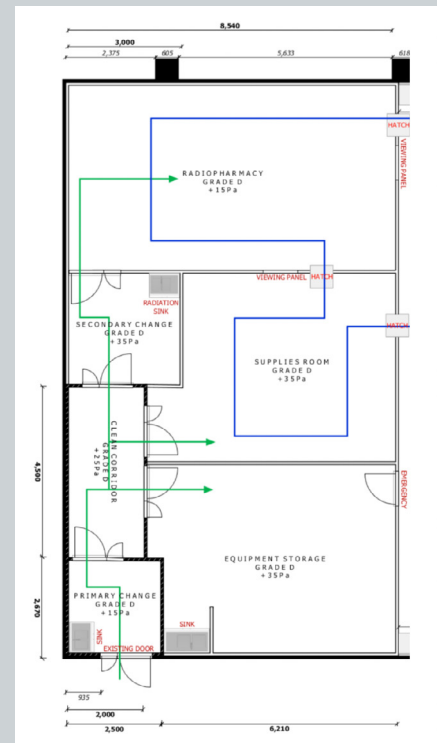 8,540
3,000
2,375
605
5,633
618
HATCH
VIEWING PANEL
RADIOPHARMACY
GRADE D
+15Pa
VIEWING PANEL
HATCH
RADIATION
SINK
HATCH
SECONDARY CHANGE
GRADE D
+35Pa
SUPPLIES ROOM
GRADE D
+35Pa
CLEAN CORRIDOR
GRADE D
+25Pa
4,500
EMERGENCY
EQUIPMENT STORAGE
GRADE D
+35Pa
PRIMARY CHANGE
GRADE D
+15Pa
2,670
SINK
SINK
EXISTING DOOR
935
2,000
2,500
6,210